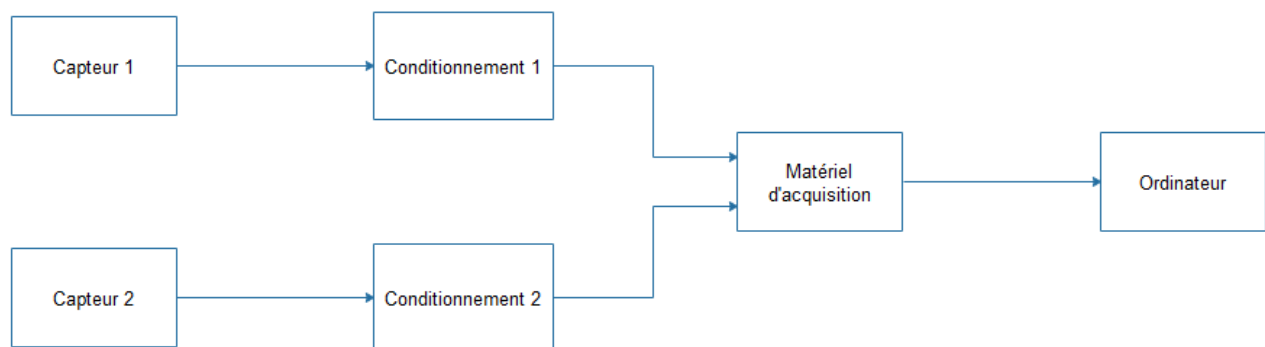 Capteur 1
Conditionnement 1
Matériel
d'acquisition
Ordinateur
Capteur 2
Conditionnement 2